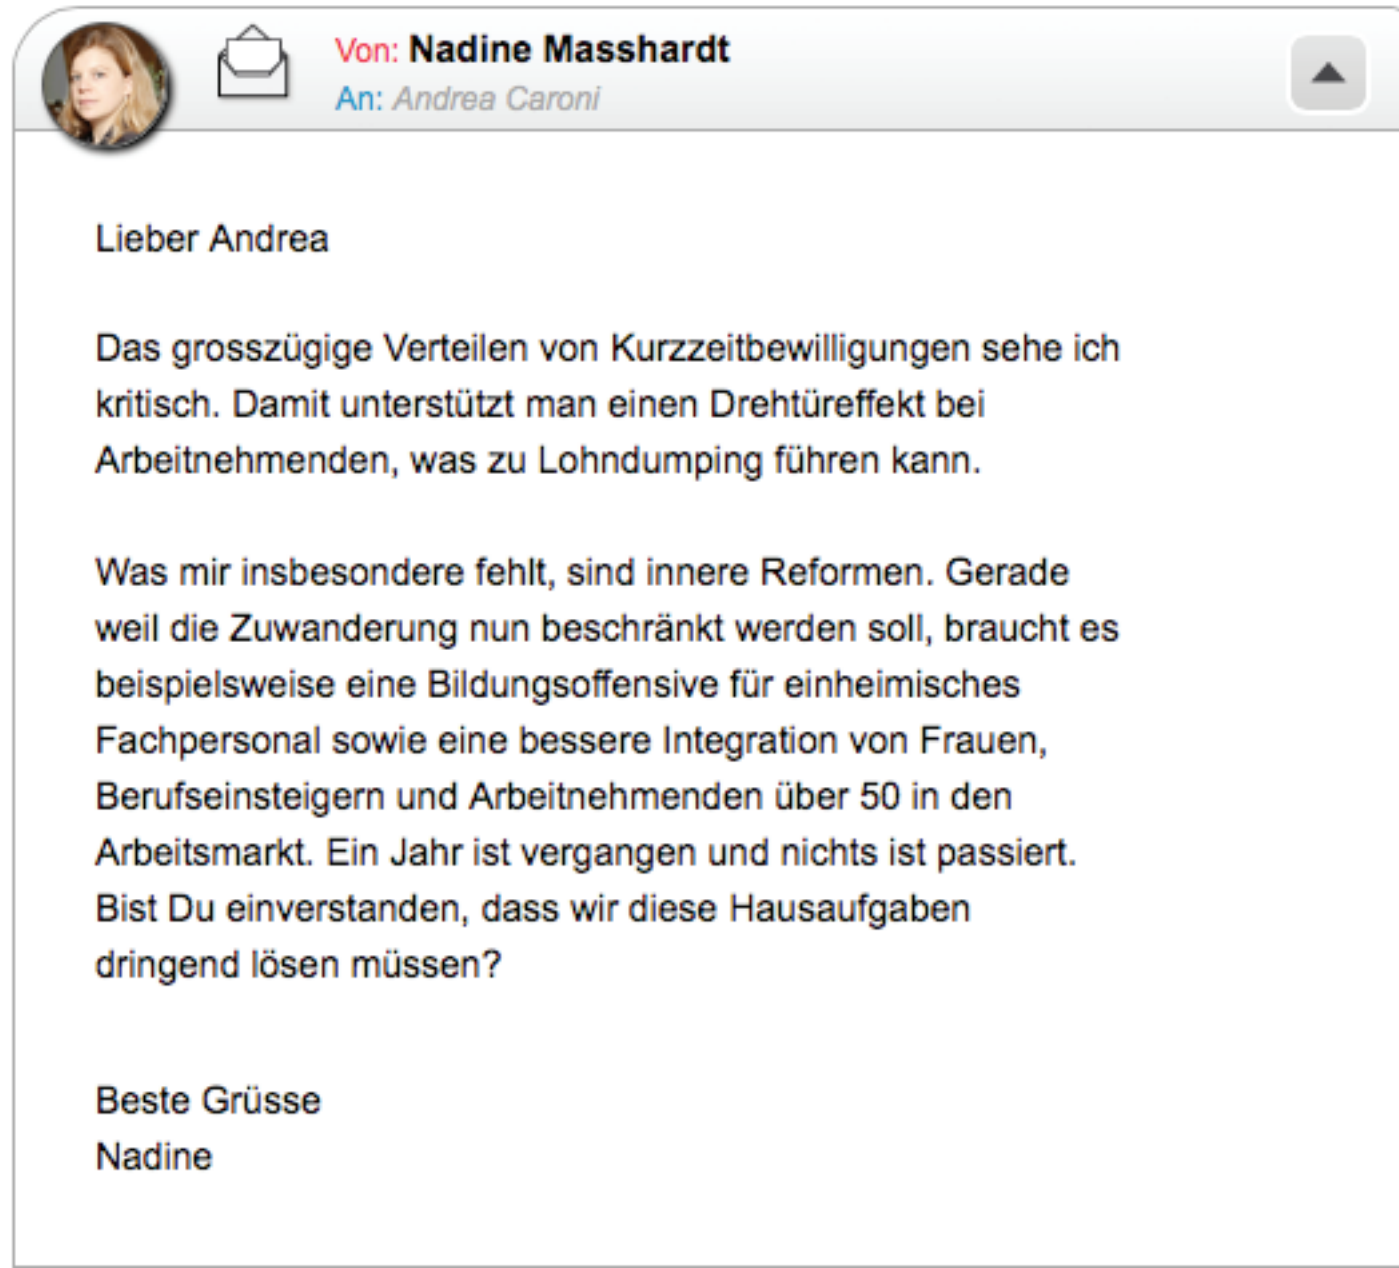 Von: Nadine Masshardt
An: Andrea Caroni
Lieber Andrea
Das grosszügige Verteilen von Kurzzeitbewilligungen sehe ich
kritisch. Damit unterstützt man einen Drehtüreffekt bei
Arbeitnehmenden, was zu Lohndumping führen kann.
Was mir insbesondere fehlt, sind innere Reformen. Gerade
weil die Zuwanderung nun beschränkt werden soll, braucht es
beispielsweise eine Bildungsoffensive für einheimisches
Fachpersonal sowie eine bessere Integration von Frauen,
Berufseinsteigern und Arbeitnehmenden über 50 in den
Arbeitsmarkt. Ein Jahr ist vergangen und nichts ist passiert.
Bist Du einverstanden, dass wir diese Hausaufgaben
dringend lösen müssen?
Beste Grüsse
Nadine